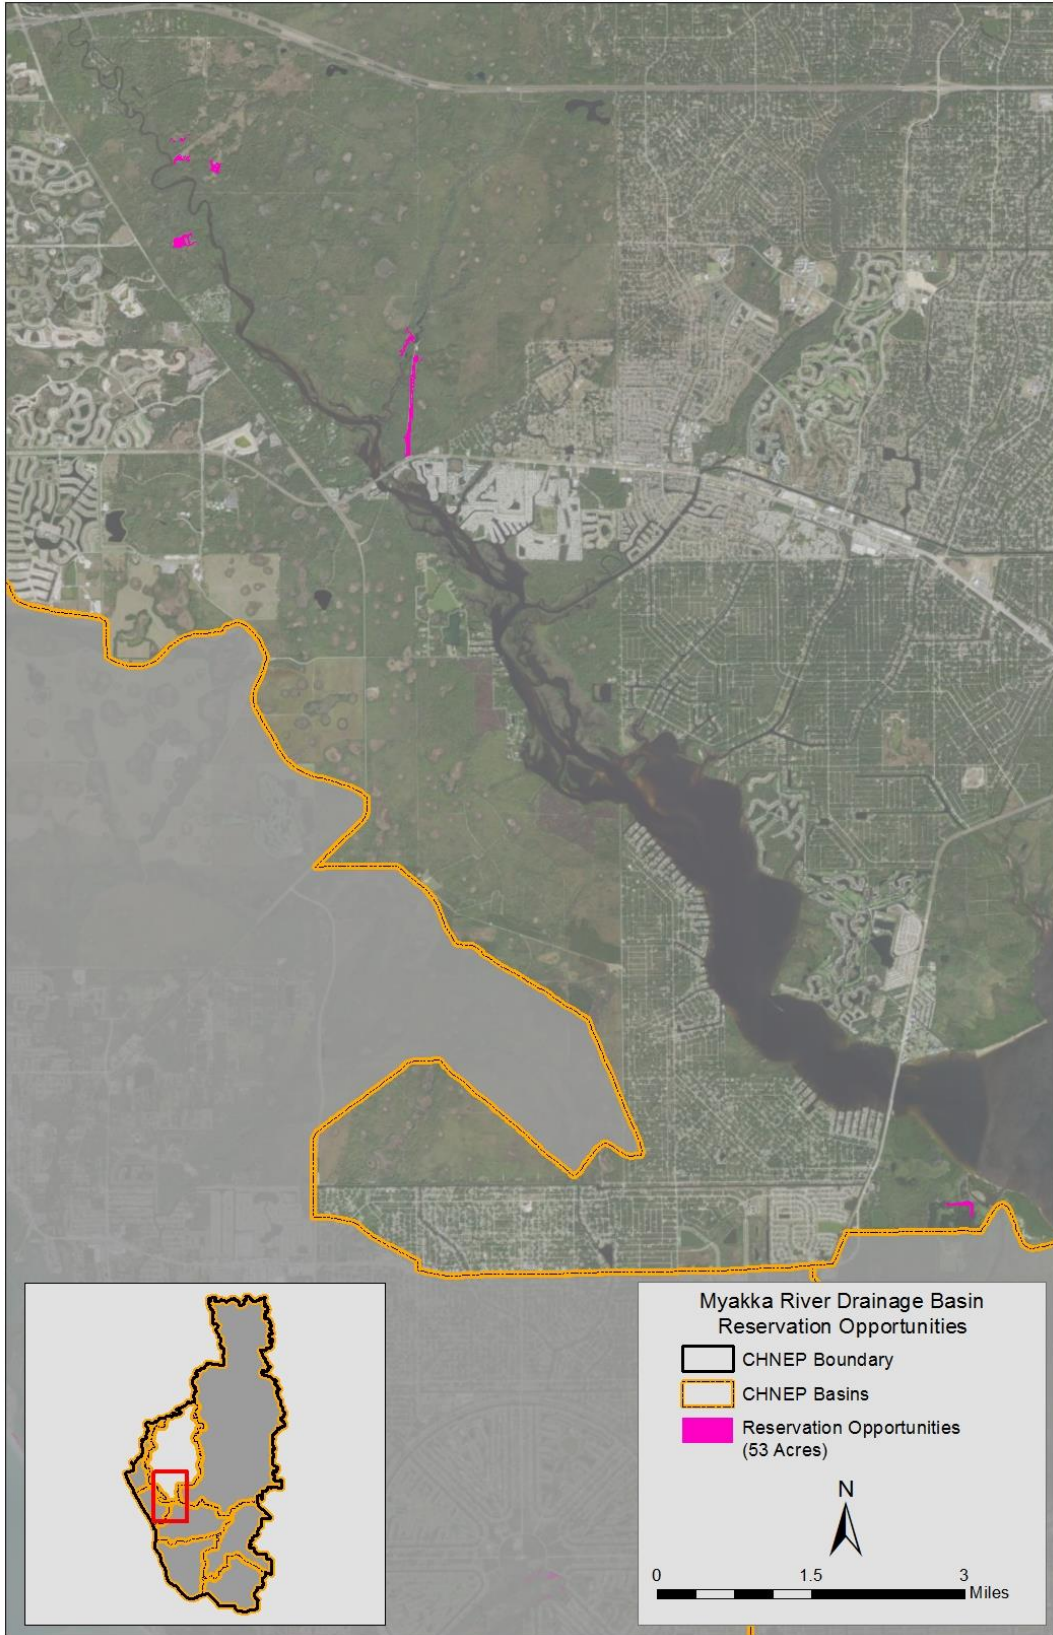 Myakka River Drainage Basin
Reservation Opportunities
CHNEP Boundary
CHNEP Basins
Reservation Opportunities
(53 Acres)
N
0 1.5 3
Miles